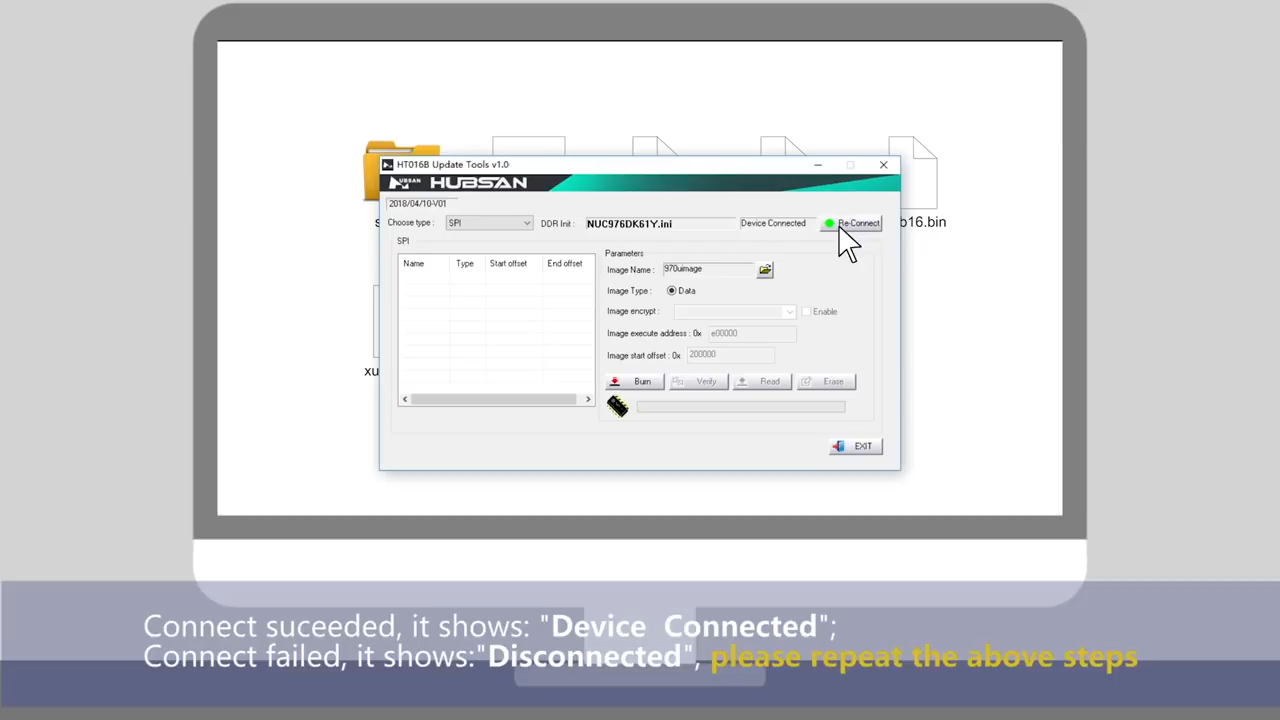 HT016B Update Tools v1.0
HUBSAN HUBSAN
2018/04/10-V01
Choose type : SPI DDR Init : NUC976DK61Y.ini Device Connected Re-Connect
b16.bin
SPI
Name Type Start offset End offset
Parameters
Image Name : 970uimage
Image Type : Data
Image encrypt : Enable
Image execute address : 0x e00000
Image start offset : 0x 200000
xu
Burn Verify Read Erase
EXIT
Connect suceeded, it shows: "Device Connected";
Connect failed, it shows:"Disconnected", please repeat the above steps